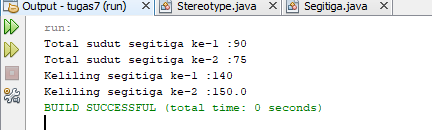 Output - tugas7 (run)
Stereotype.java
Segitiga.java
run:
Total sudut segitiga ke-1 :90
Total sudut segitiga ke-2 :75
Keliling segitiga ke-1 :140
Keliling segitiga ke-2 :150.0
BUILD SUCCESSFUL (total time: 0 seconds)